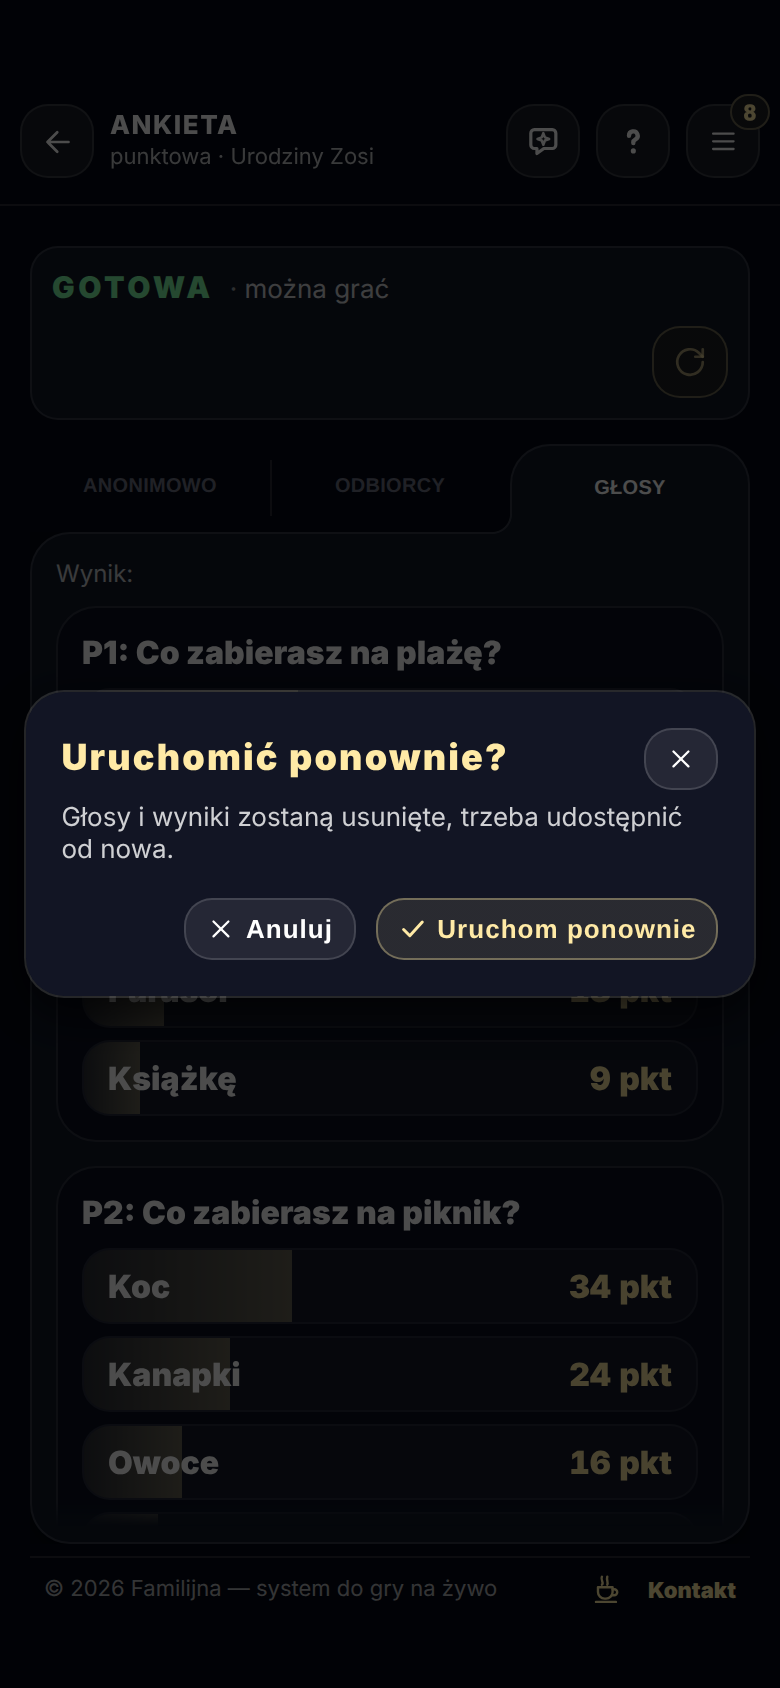 8
ANKIETA
punktowa · Urodziny Zosi
GOTOWA · można grać
ANONIMOWO
ODBIORCY
GŁOSY
Wynik:
P1: Co zabierasz na plażę?
Uruchomić ponownie?
Głosy i wyniki zostaną usunięte, trzeba udostępnić
od nowa.
Anuluj
Uruchom ponownie
Książkę 9 pkt
P2: Co zabierasz na piknik?
Koc 34 pkt
Kanapki 24 pkt
Owoce 16 pkt
© 2026 Familijna — system do gry na żywo
Kontakt